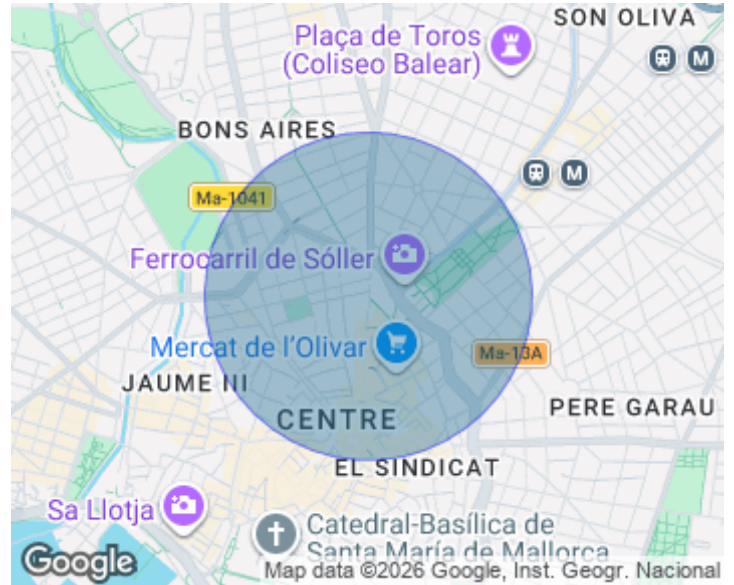 SON OLIVA
Plaça de Toros
(Coliseo Balear)
M
BONS AIRES
M
Ma-1041
Ferrocarril de Sóller
Mercat de l'Olivar
Ma-13A
JAUME III
PERE GARAU
CENTRE
EL SINDICAT
Sa Llotja
Catedral-Basílica de
Santa María de Mallorca
Google
Map data ©2026 Google, Inst. Geogr. Nacional